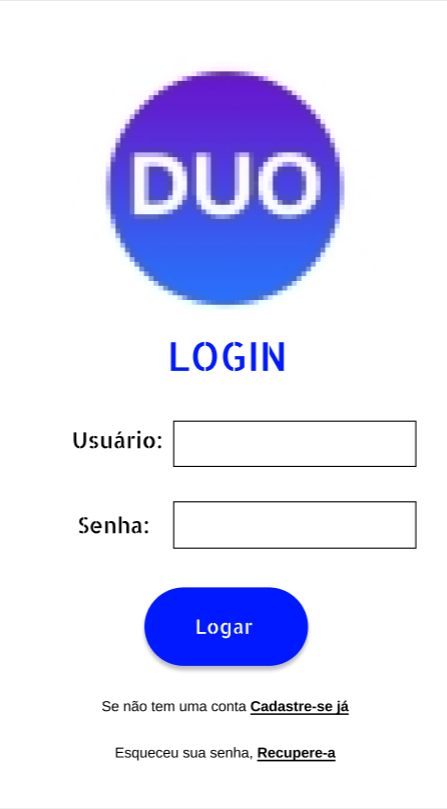 DUO
LOGIN
Usuário:
Senha:
Logar
Se não tem uma conta Cadastre-se já
Esqueceu sua senha, Recupere-a